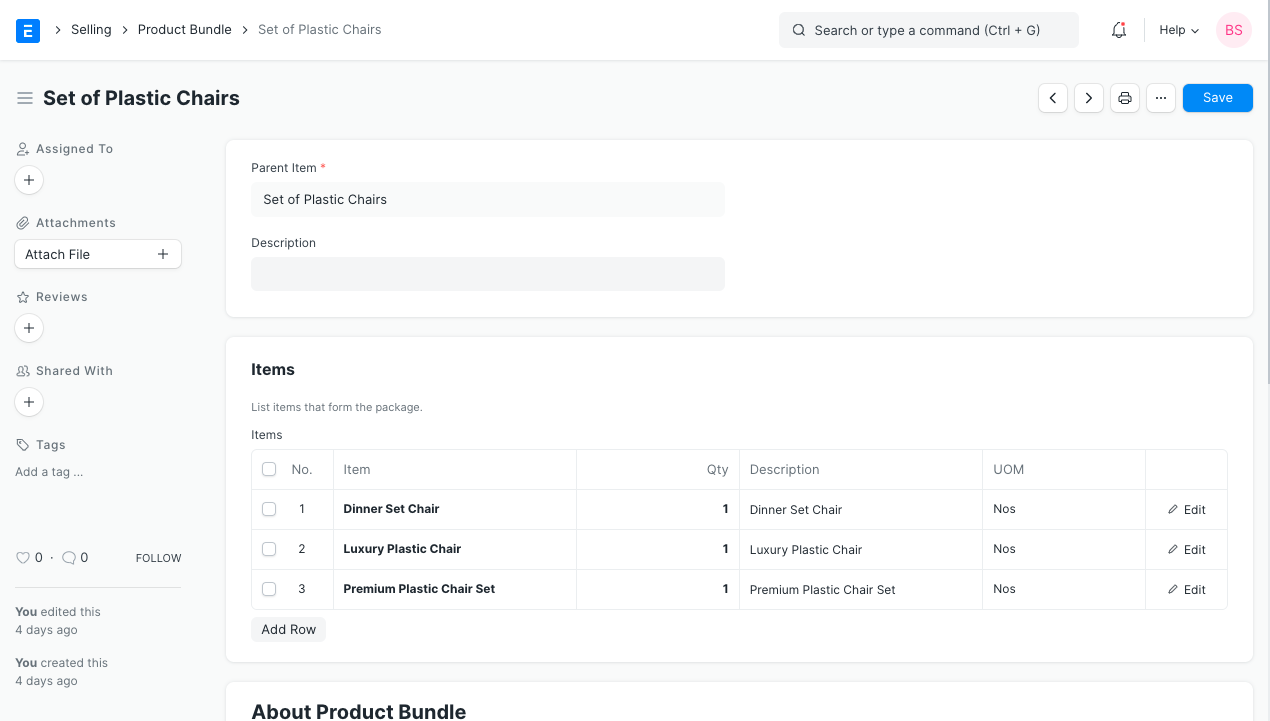 E Selling Product Bundle Set of Plastic Chairs Search or type a command (Ctrl + G) Help BS
Set of Plastic Chairs Save
Assigned To
Attachments
Attach File
Reviews
Shared With
Tags
Add a tag ...
0 · 0 FOLLOW
You edited this
4 days ago
You created this
4 days ago
Parent Item *
Set of Plastic Chairs
Description
Items
List items that form the package.
Items
No. Item Qty Description UOM
1 Dinner Set Chair 1 Dinner Set Chair Nos Edit
2 Luxury Plastic Chair 1 Luxury Plastic Chair Nos Edit
3 Premium Plastic Chair Set 1 Premium Plastic Chair Set Nos Edit
Add Row
About Product Bundle